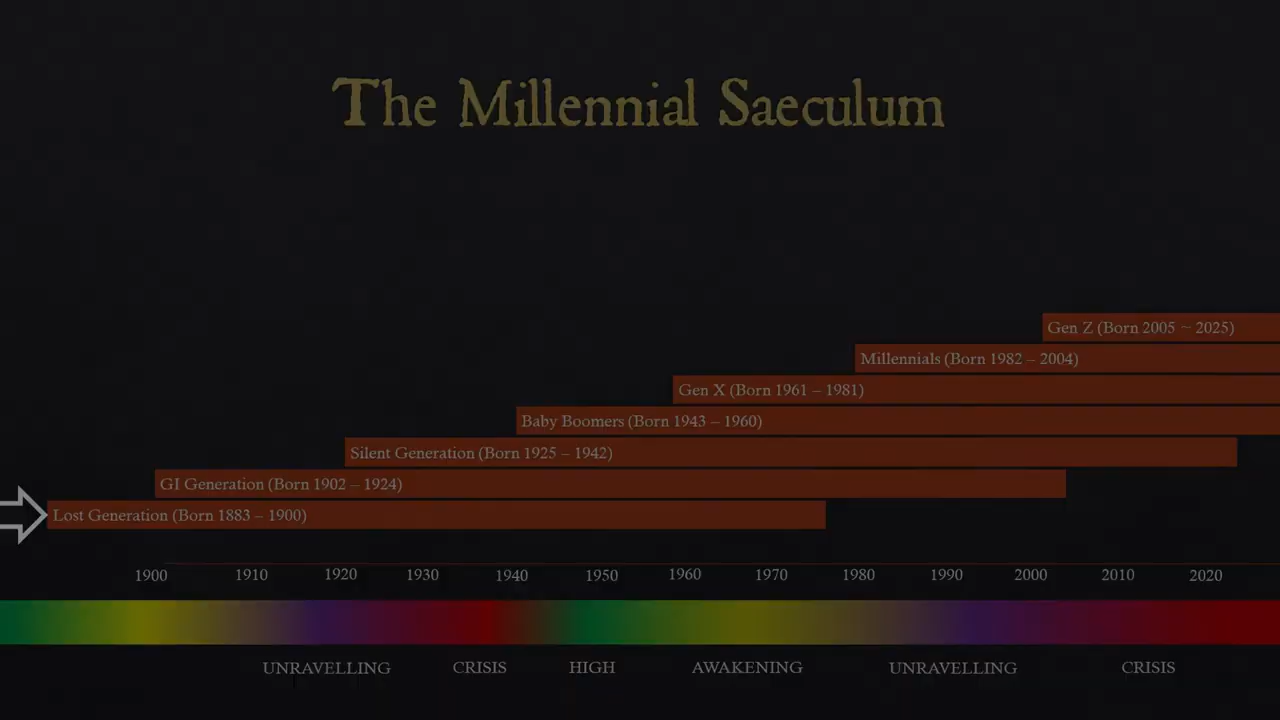 The Millennial Saeculum
Gen Z (Born 2005 ~ 2025)
Millennials (Born 1982 – 2004)
Gen X (Born 1961 – 1981)
Baby Boomers (Born 1943 – 1960)
Silent Generation (Born 1925 – 1942)
GI Generation (Born 1902 – 1924)
Lost Generation (Born 1883 – 1900)
1900 1910 1920 1930 1940 1950 1960 1970 1980 1990 2000 2010 2020
UNRAVELLING CRISIS HIGH AWAKENING UNRAVELLING CRISIS